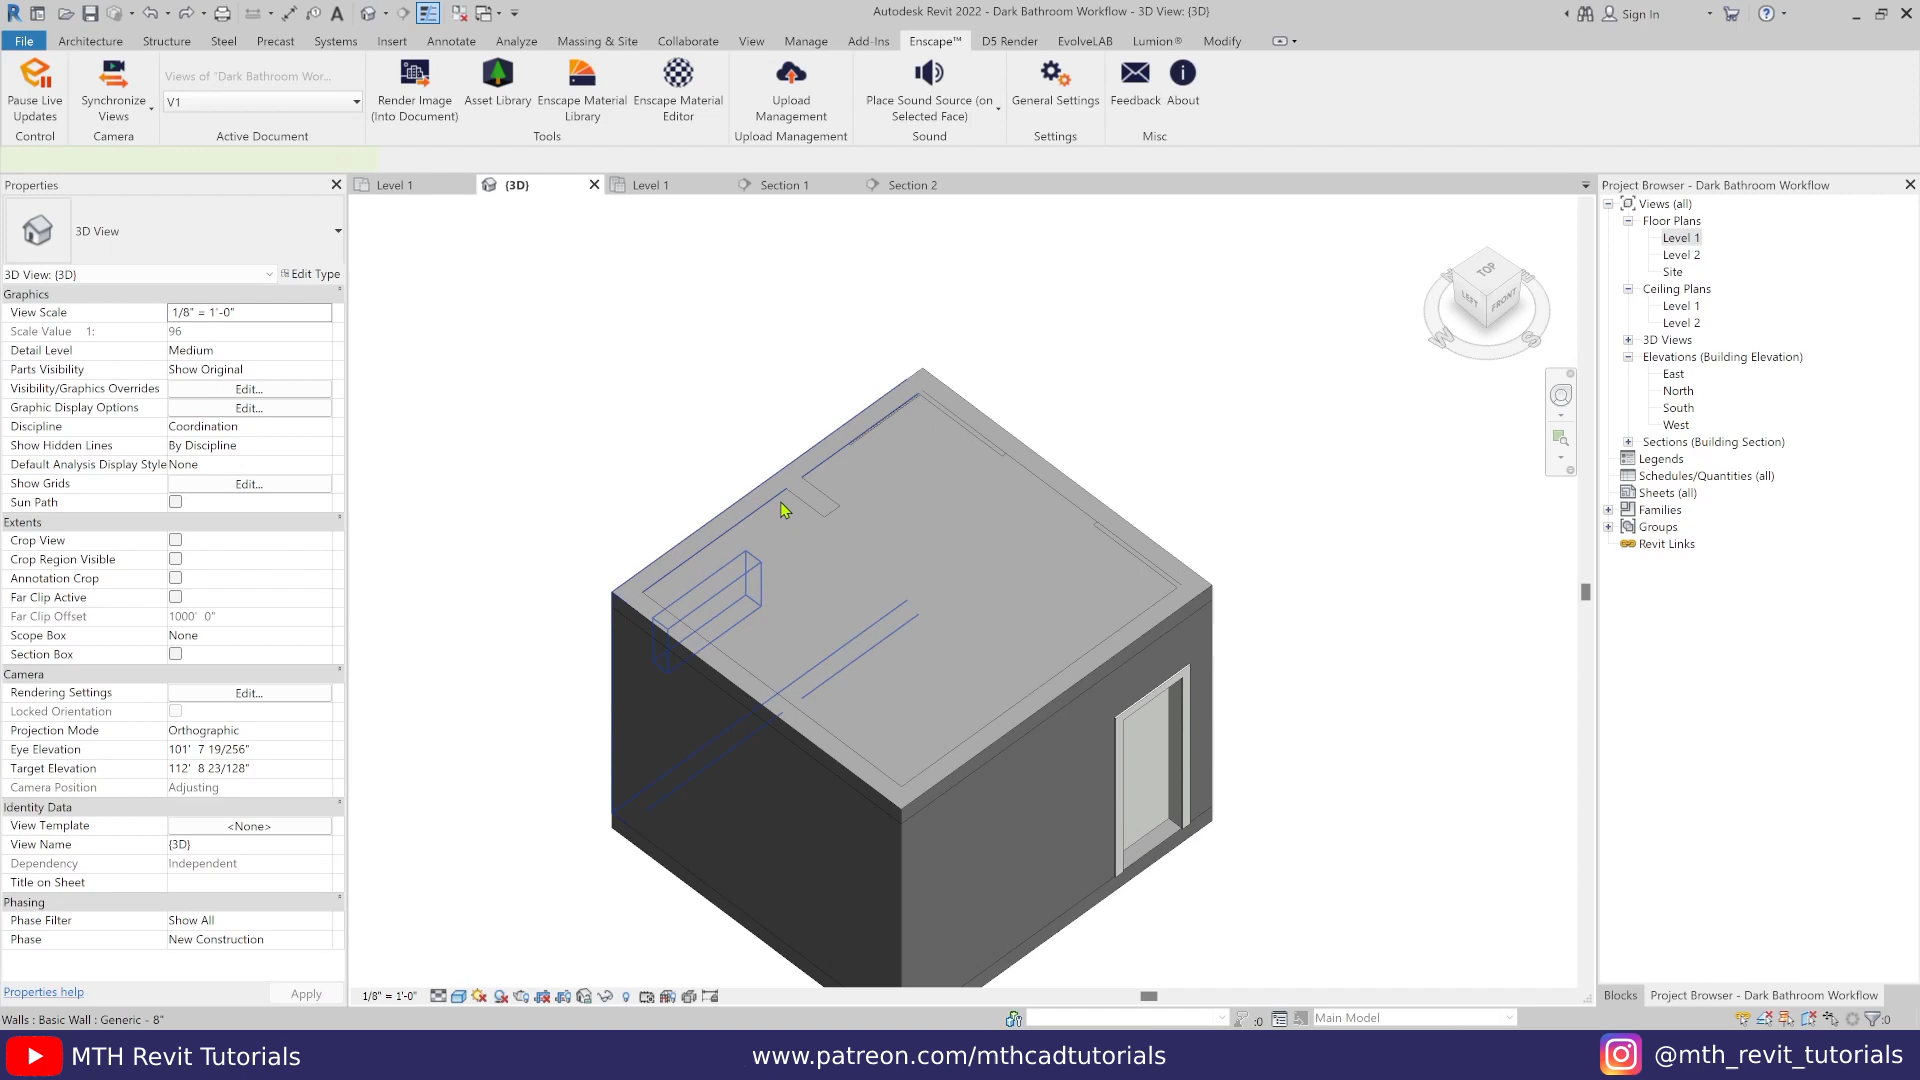 Autodesk Revit 2022 - Dark Bathroom Workflow - 3D View: {3D}
Sign In
File Architecture Structure Steel Precast Systems Insert Annotate Analyze Massing & Site Collaborate View Manage Add-Ins Enscape™ D5 Render EvolveLAB Lumion® Modify
Views of "Dark Bathroom Wor...
V1
Pause Live Updates
Synchronize Views
Render Image (Into Document)
Asset Library
Enscape Material Library
Enscape Material Editor
Upload Management
Place Sound Source (on Selected Face)
General Settings
Feedback
About
Control Camera Active Document Tools Upload Management Sound Settings Misc
Properties
Level 1 {3D} Level 1 Section 1 Section 2
3D View
3D View: {3D} Edit Type
Graphics
View Scale 1/8" = 1'-0"
Scale Value 1: 96
Detail Level Medium
Parts Visibility Show Original
Visibility/Graphics Overrides Edit...
Graphic Display Options Edit...
Discipline Coordination
Show Hidden Lines By Discipline
Default Analysis Display Style None
Show Grids Edit...
Sun Path
Extents
Crop View
Crop Region Visible
Annotation Crop
Far Clip Active
Far Clip Offset 1000' 0"
Scope Box None
Section Box
Camera
Rendering Settings Edit...
Locked Orientation
Projection Mode Orthographic
Eye Elevation 101' 7 19/256"
Target Elevation 112' 8 23/128"
Camera Position Adjusting
Identity Data
View Template <None>
View Name {3D}
Dependency Independent
Title on Sheet
Phasing
Phase Filter Show All
Phase New Construction
Properties help Apply
TOP
LEFT
FRONT
W
S
Project Browser - Dark Bathroom Workflow
Views (all)
Floor Plans
Level 1
Level 2
Site
Ceiling Plans
Level 1
Level 2
3D Views
Elevations (Building Elevation)
East
North
South
West
Sections (Building Section)
Legends
Schedules/Quantities (all)
Sheets (all)
Families
Groups
Revit Links
1/8" = 1'-0"
Blocks Project Browser - Dark Bathroom Workflow
Walls : Basic Wall : Generic - 8"
:0
Main Model
:0
MTH Revit Tutorials
www.patreon.com/mthcadtutorials
@mth_revit_tutorials